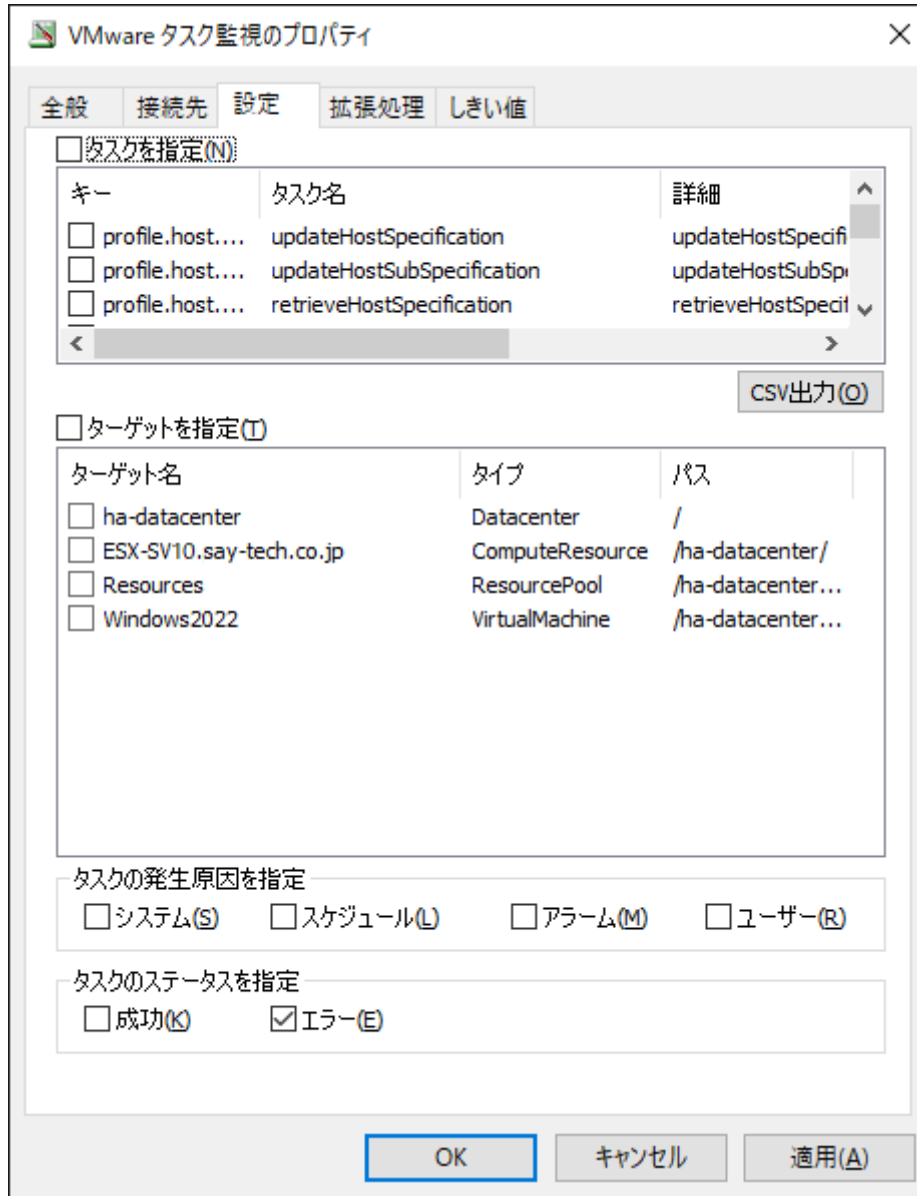 VMware タスク監視のプロパティ
全般 接続先 設定 拡張処理 しきい値
タスクを指定(N)
キー タスク名 詳細
profile.host.... updateHostSpecification updateHostSpecifi
profile.host.... updateHostSubSpecification updateHostSubSpe
profile.host.... retrieveHostSpecification retrieveHostSpecif
CSV出力(O)
ターゲットを指定(T)
ターゲット名 タイプ パス
ha-datacenter Datacenter /
ESX-SV10.say-tech.co.jp ComputeResource /ha-datacenter/
Resources ResourcePool /ha-datacenter...
Windows2022 VirtualMachine /ha-datacenter...
タスクの発生原因を指定
システム(S) スケジュール(L) アラーム(M) ユーザー(R)
タスクのステータスを指定
成功(K) エラー(E)
OK キャンセル 適用(A)